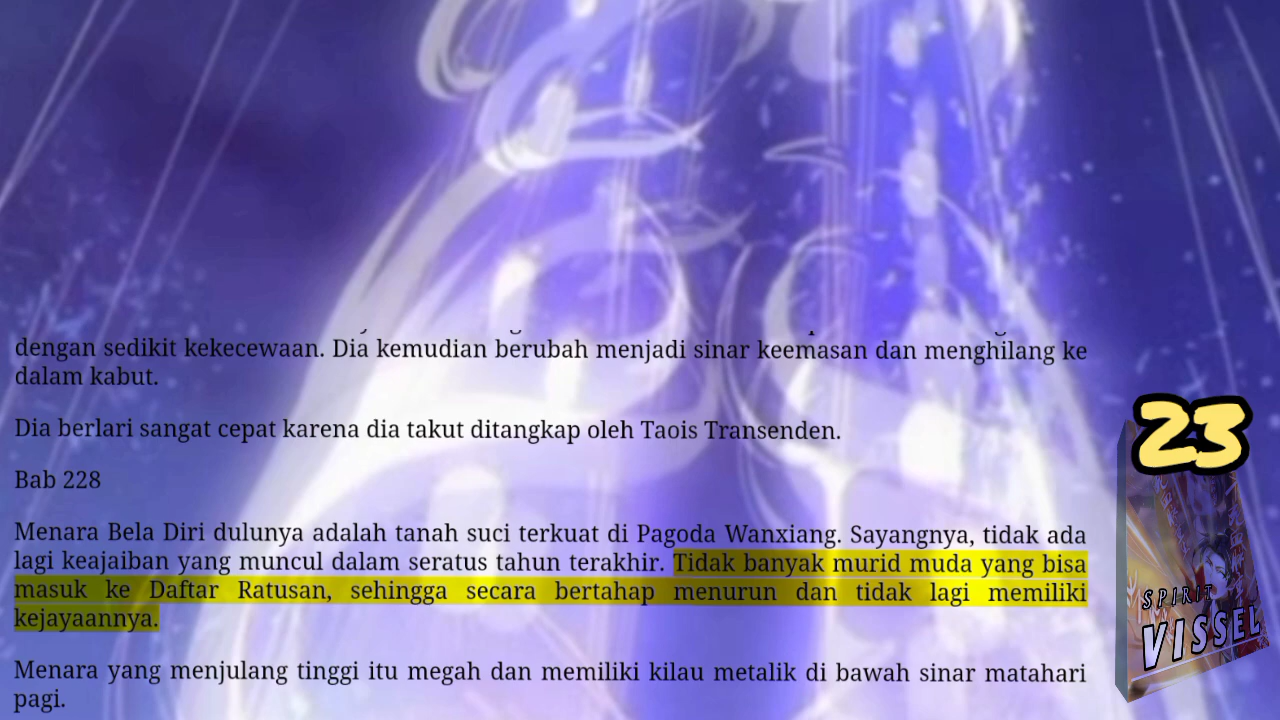 dengan sedikit kekecewaan. Dia kemudian berubah menjadi sinar keemasan dan menghilang ke
dalam kabut.
Dia berlari sangat cepat karena dia takut ditangkap oleh Taois Transenden.
Bab 228
Menara Bela Diri dulunya adalah tanah suci terkuat di Pagoda Wanxiang. Sayangnya, tidak ada
lagi keajaiban yang muncul dalam seratus tahun terakhir. Tidak banyak murid muda yang bisa
masuk ke Daftar Ratusan, sehingga secara bertahap menurun dan tidak lagi memiliki
kejayaannya.
Menara yang menjulang tinggi itu megah dan memiliki kilau metalik di bawah sinar matahari
pagi.
23
SPIRIT
VISSEL